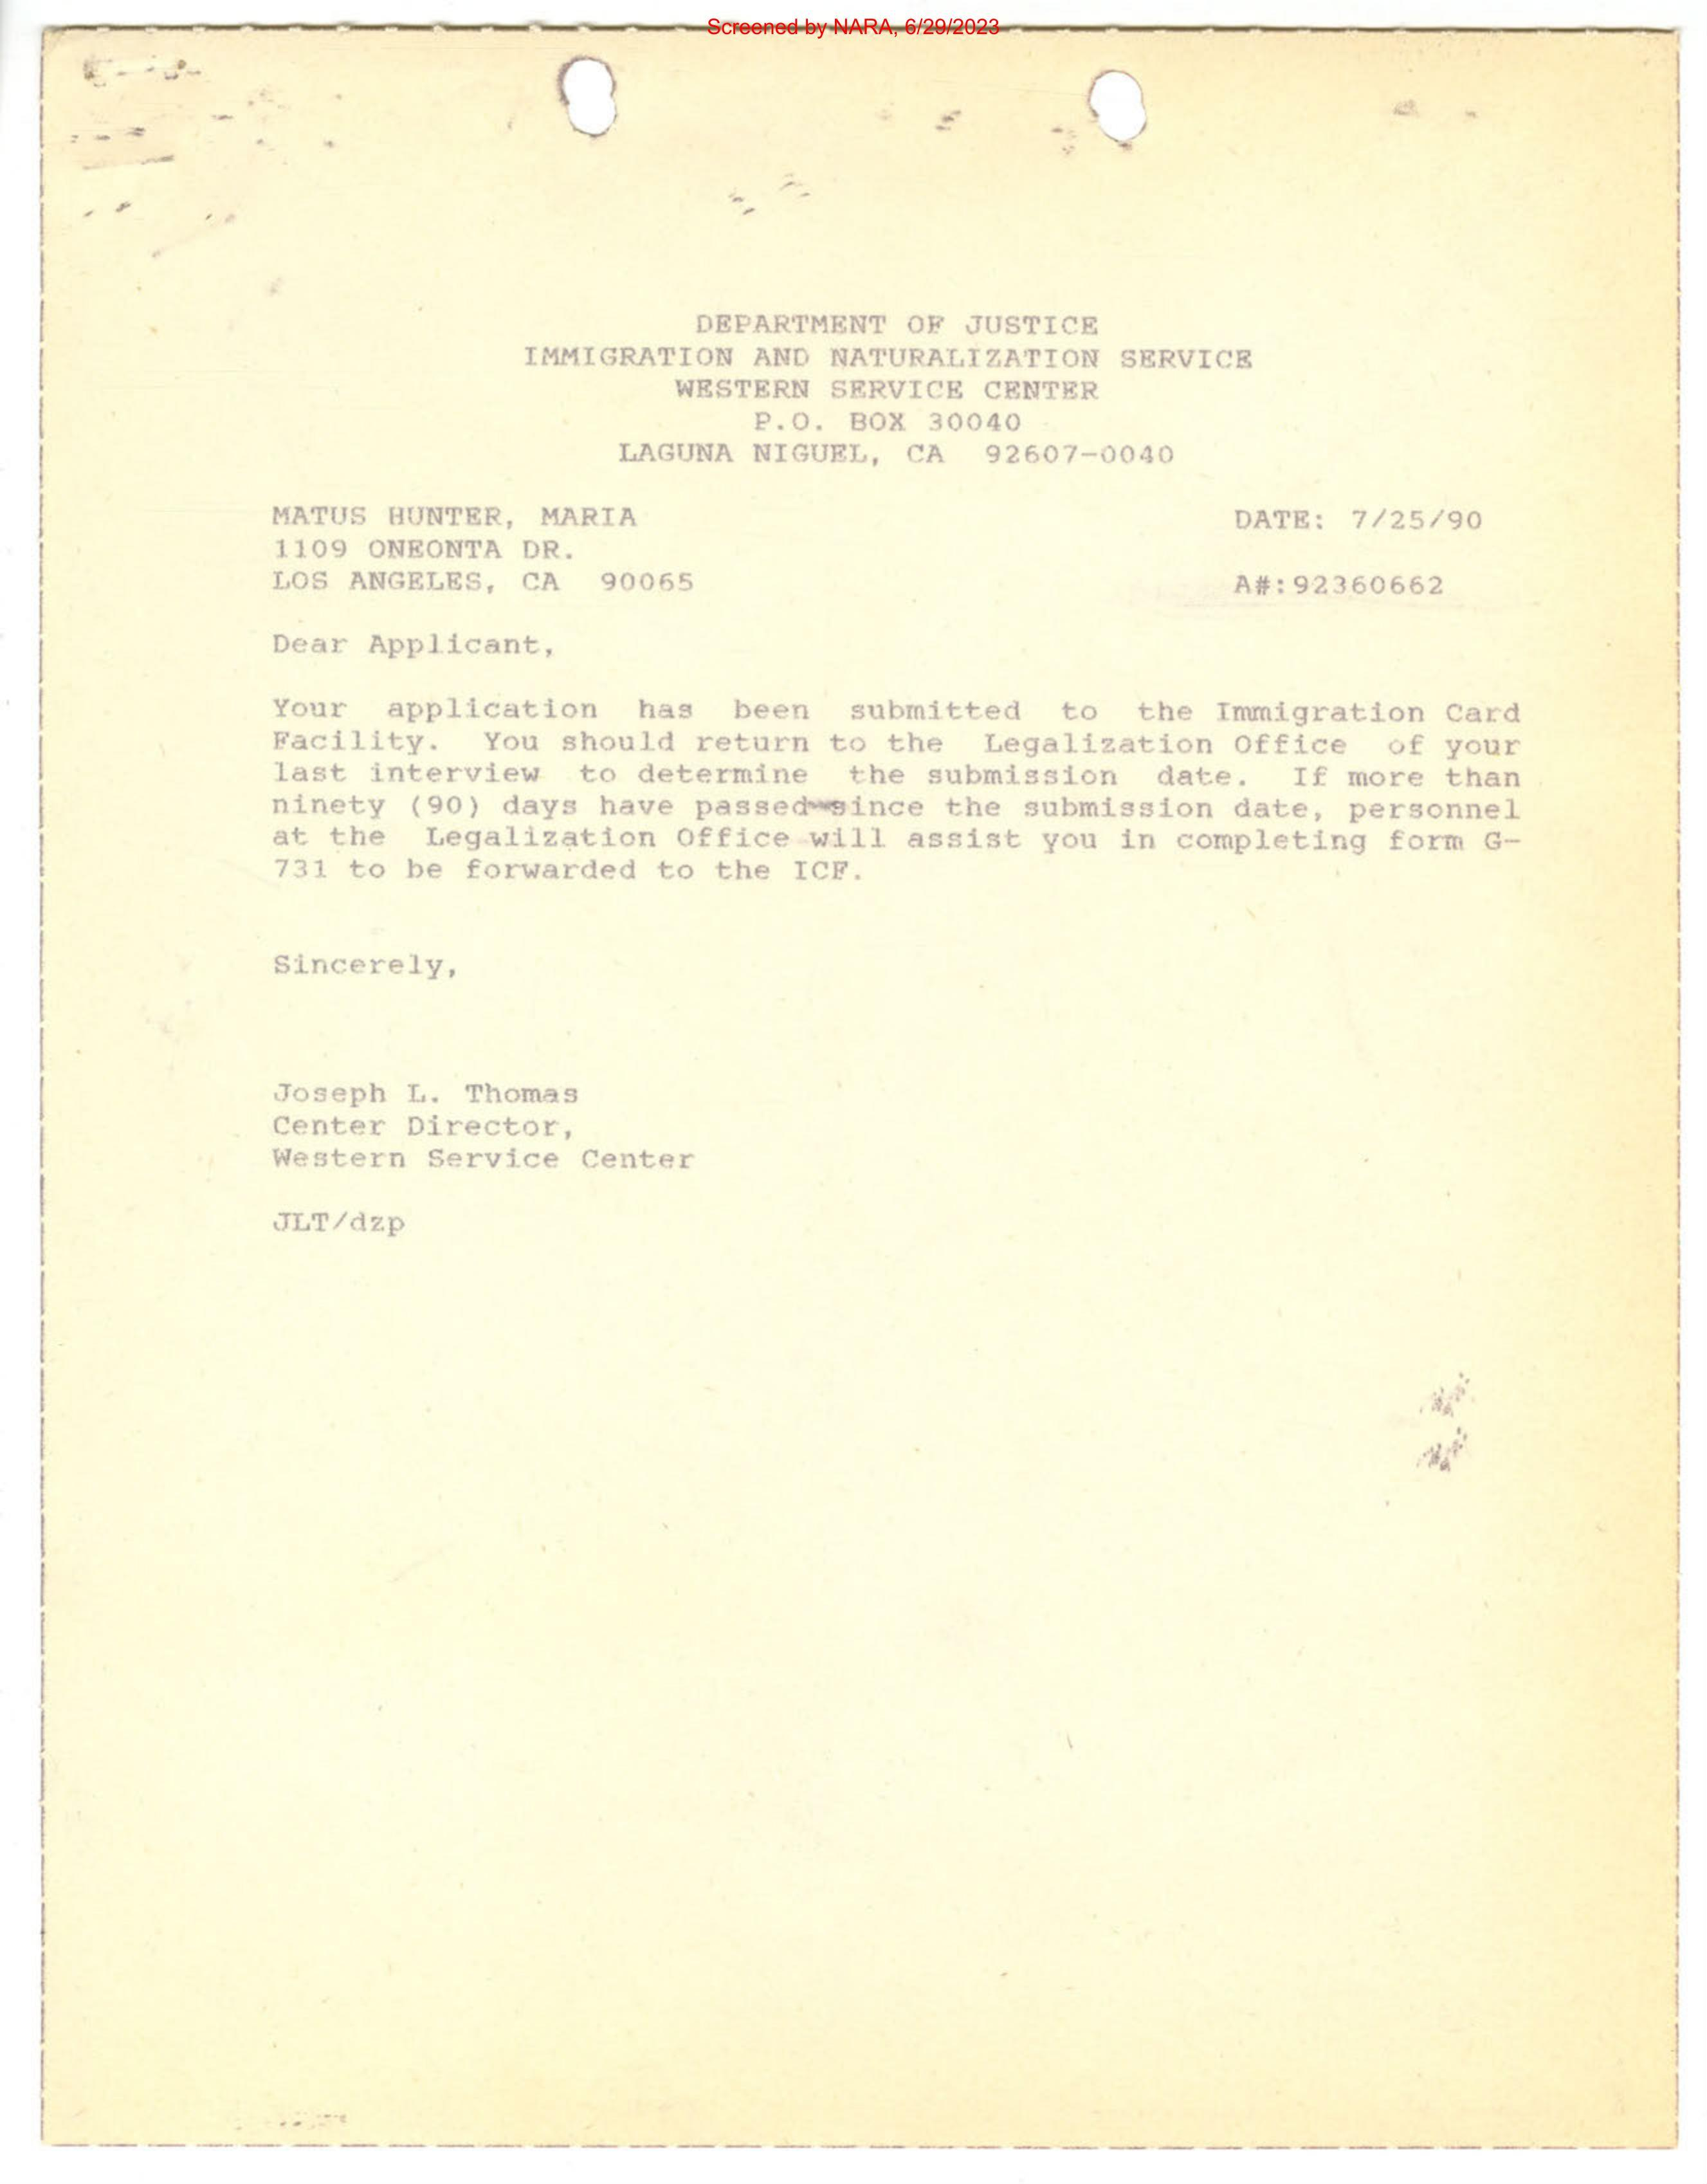 Screened by NARA, 6/29/2023
DEPARTMENT OF JUSTICE
IMMIGRATION AND NATURALIZATION SERVICE
WESTERN SERVICE CENTER
P.O. BOX 30040
LAGUNA NIGUEL, CA 92607-0040
MATUS HUNTER, MARIA DATE: 7/25/90
1109 ONEONTA DR.
LOS ANGELES, CA 90065 A#:92360662
Dear Applicant,
Your application has been submitted to the Immigration Card
Facility. You should return to the Legalization Office of your
last interview to determine the submission date. If more than
ninety (90) days have passed since the submission date, personnel
at the Legalization Office will assist you in completing form G-
731 to be forwarded to the ICF.
Sincerely,
Joseph L. Thomas
Center Director,
Western Service Center
JLT/dzp